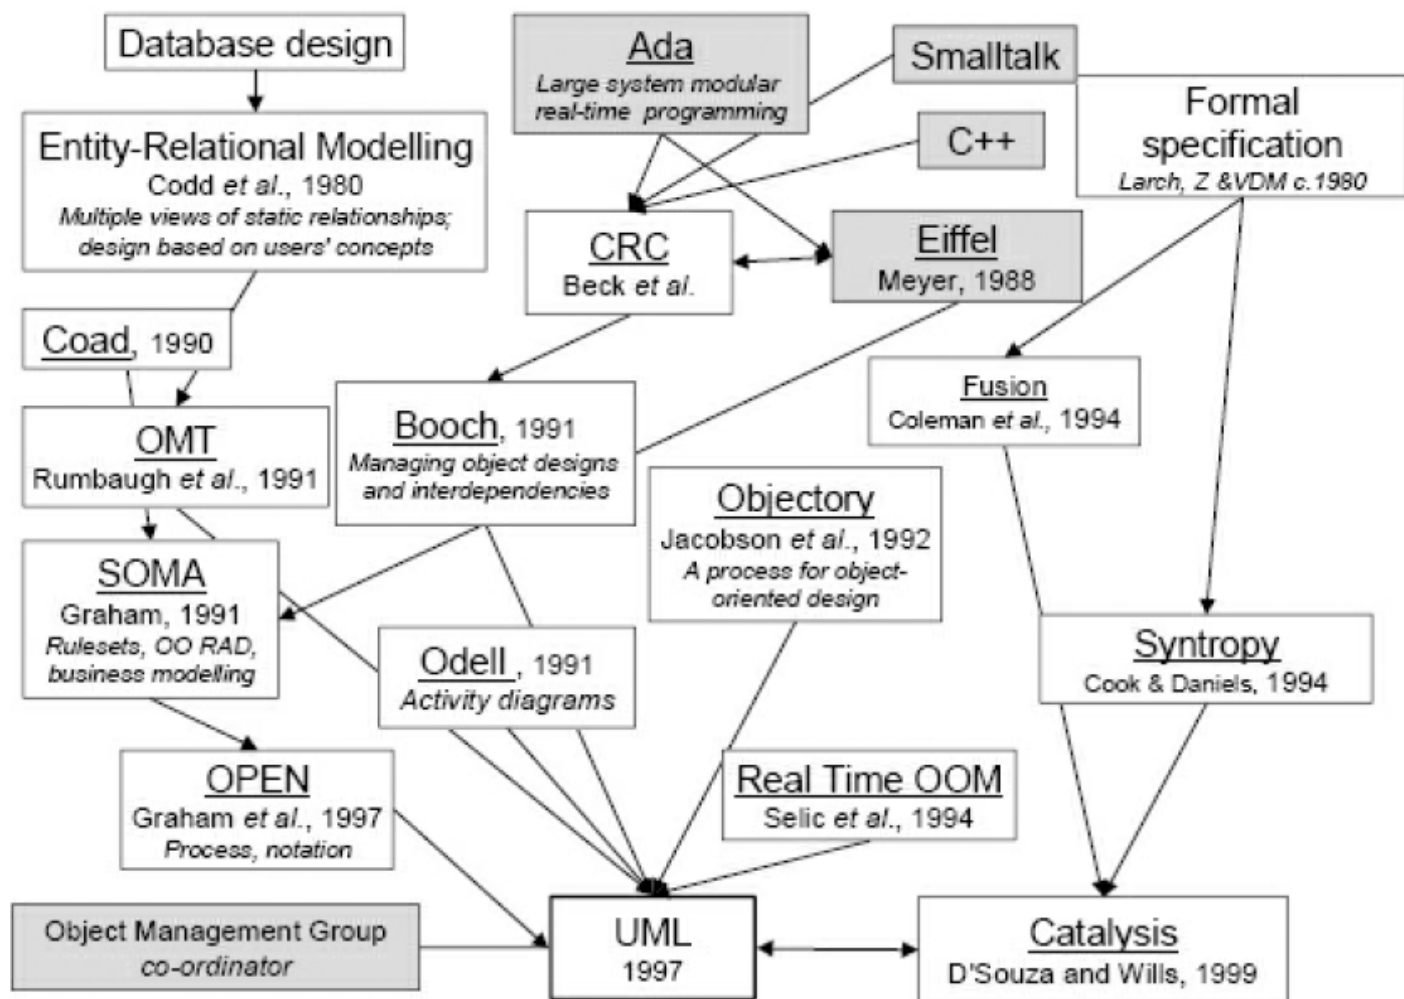 Database design
Ada
Large system modular
real-time programming
Smalltalk
C++
Formal
specification
Larch, Z &VDM c.1980
Entity-Relational Modelling
Codd et al., 1980
Multiple views of static relationships;
design based on users' concepts
CRC
Beck et al.
Eiffel
Meyer, 1988
Coad, 1990
OMT
Rumbaugh et al., 1991
Booch, 1991
Managing object designs
and interdependencies
Fusion
Coleman et al., 1994
Objectory
Jacobson et al., 1992
A process for object-
oriented design
SOMA
Graham, 1991
Rulesets, OO RAD,
business modelling
Odell , 1991
Activity diagrams
Syntropy
Cook & Daniels, 1994
OPEN
Graham et al., 1997
Process, notation
Real Time OOM
Selic et al., 1994
Object Management Group
co-ordinator
UML
1997
Catalysis
D'Souza and Wills, 1999